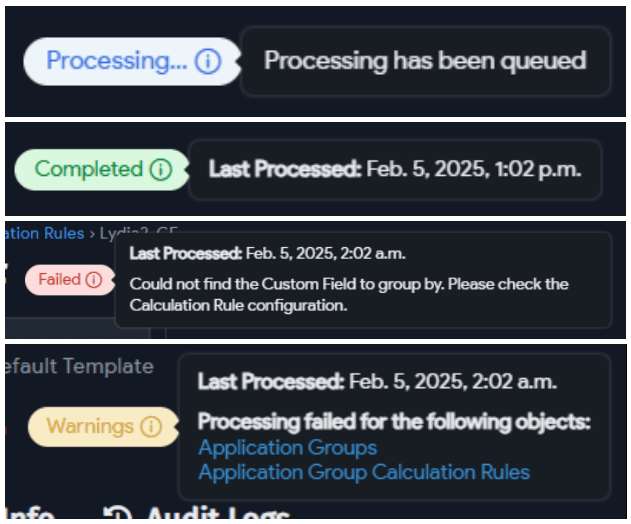 Processing...
Processing has been queued
Completed
Last Processed: Feb. 5, 2025, 1:02 p.m.
ation Rules › Lydia2_CF
Last Processed: Feb. 5, 2025, 2:02 a.m.
Failed
Could not find the Custom Field to group by. Please check the
Calculation Rule configuration.
efault Template
Last Processed: Feb. 5, 2025, 2:02 a.m.
Warnings
Processing failed for the following objects:
Application Groups
Application Group Calculation Rules
Info
Audit Logs